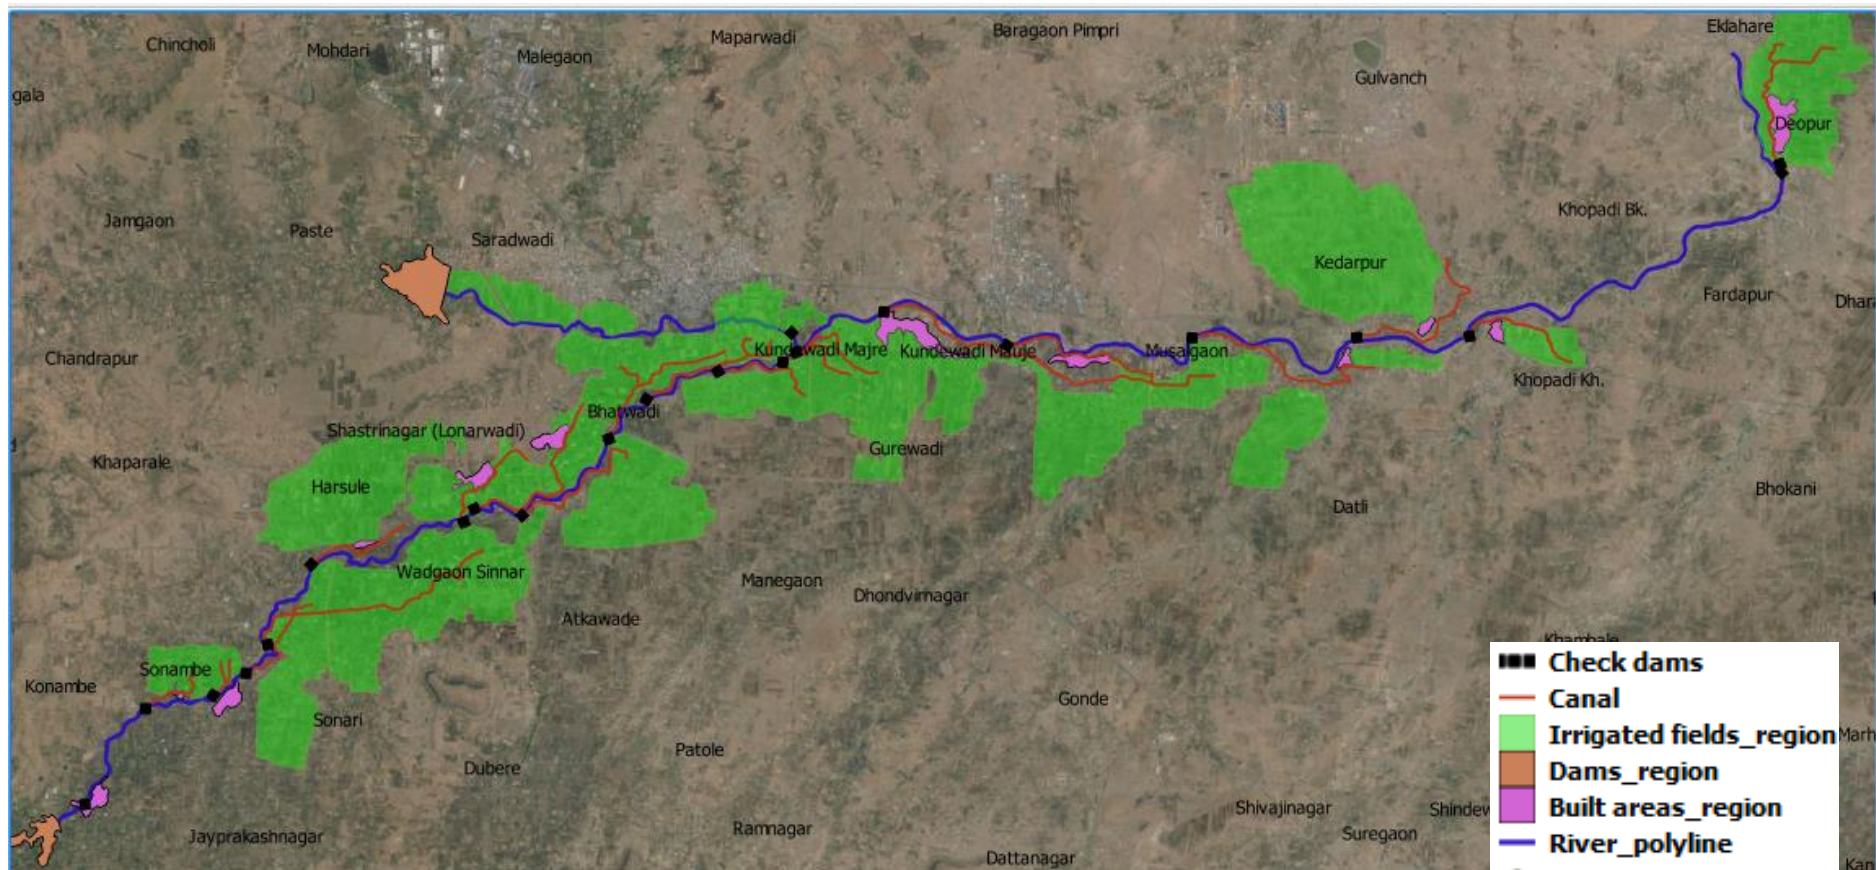 Eklahare
Chincholi
Mohdari
Malegaon
Maparwadi
Baragaon Pimpri
Gulvanch
gala
Deopur
Jamgaon
Paste
Saradwadi
Khopadi Bk.
Kedarpur
Fardapur
Chandrapur
Kundewadi Majre
Kundewadi Mauje
Musalgaon
Khopadi Kh.
Bhatwadi
Shastrinagar (Lonarwadi)
Gurewadi
Khaparale
Harsule
Datli
Bhokani
Wadgaon Sinnar
Manegaon
Dhondvirnagar
Atkawade
Khambale
Sonambe
Konambe
Gonde
Sonari
Patole
Dubere
Shivajinagar
Suregaon
Jayprakashnagar
Ramnagar
Dattanagar
Check dams
Canal
Irrigated fields_region
Dams_region
Built areas_region
River_polyline